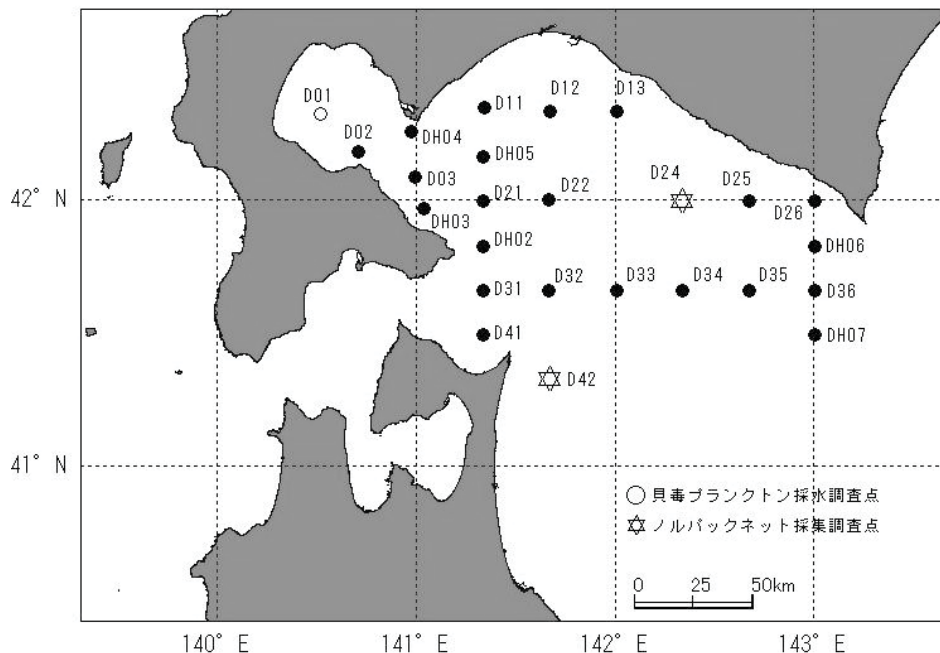 D01
D02
DH04
D03
DH03
D11
D12
D13
DH05
D21
D22
D24
D25
D26
DH02
DH06
D31
D32
D33
D34
D35
D36
D41
DH07
D42
42° N
41° N
貝毒プランクトン採水調査点
ノルパックネット採集調査点
0 25 50km
140° E 141° E 142° E 143° E